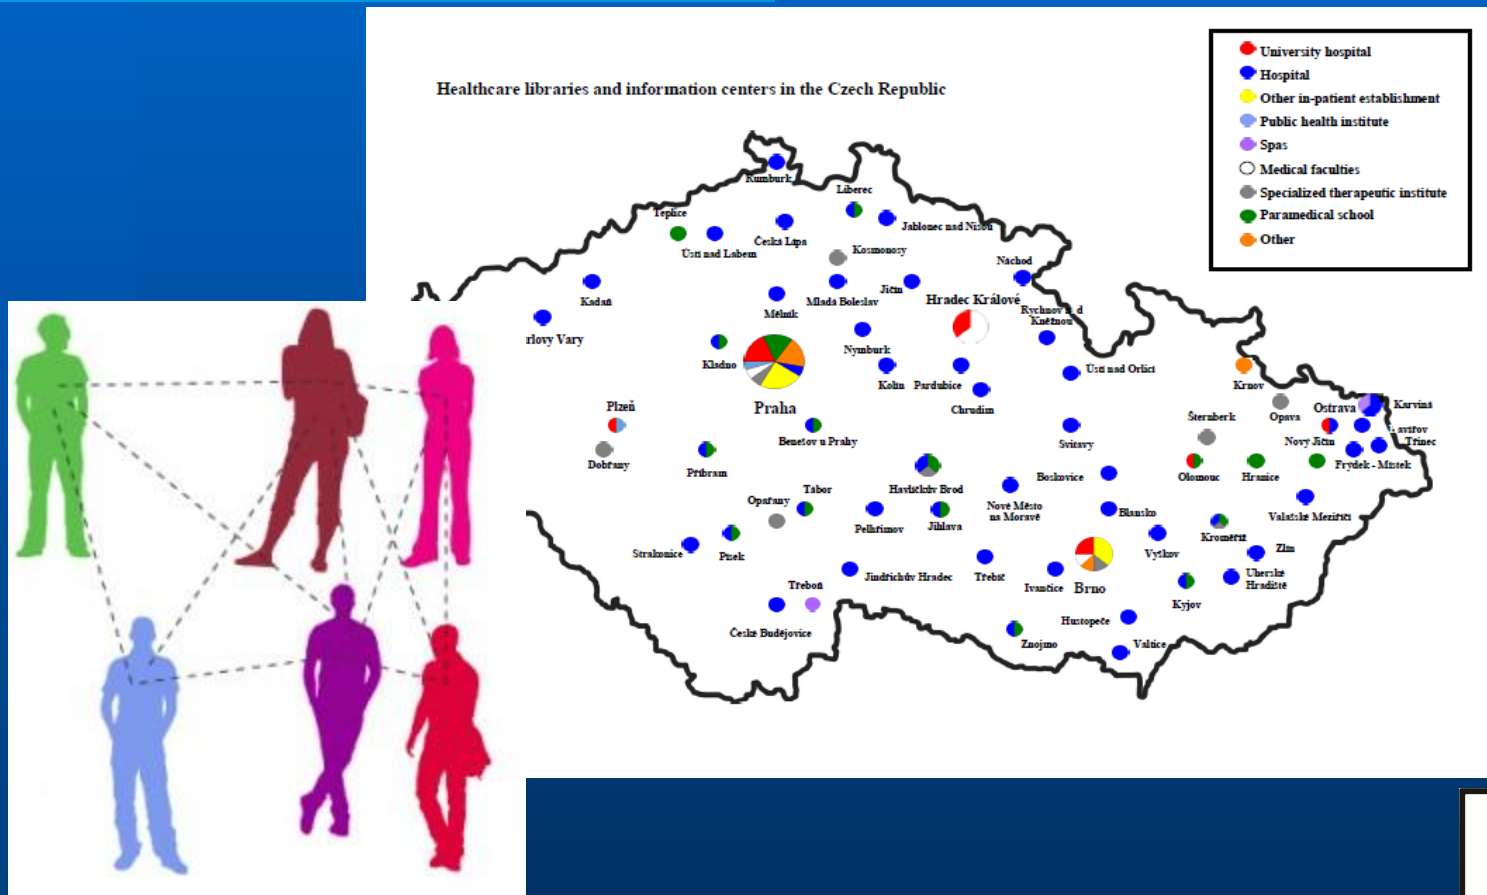 Healthcare libraries and information centers in the Czech Republic
University hospital
Hospital
Other in-patient establishment
Public health institute
Spas
Medical faculties
Specialized therapeutic institute
Paramedical school
Other
Rumburk
Liberec
Teplice
Jablonec nad Nisou
Česká Lípa
Ústí nad Labem
Kosmonosy
Náchod
Kadaň
Mladá Boleslav
Jičín
Hradec Králové
Mělník
Rychnov n. d
Kněžnou
rlovy Vary
Nymburk
Kladno
Kolín
Pardubice
Ústí nad Orlicí
Krnov
Chrudim
Praha
Plzeň
Šternberk
Opava
Ostrava
Karviná
Benešov u Prahy
Svitavy
Nový Jičín
Třinec
Dobřany
Příbram
Boskovice
Olomouc
Hranice
Frýdek - Místek
Havlíčkův Brod
Opařany
Tábor
Nové Město
na Moravě
Blansko
Valašské Meziříčí
Pelhřimov
Jihlava
Kroměříž
Strakonice
Písek
Vyškov
Zlín
Jindřichův Hradec
Třebíč
Ivančice
Brno
Uherské
Hradiště
Třeboň
Kyjov
České Budějovice
Hustopeče
Znojmo
Valtice